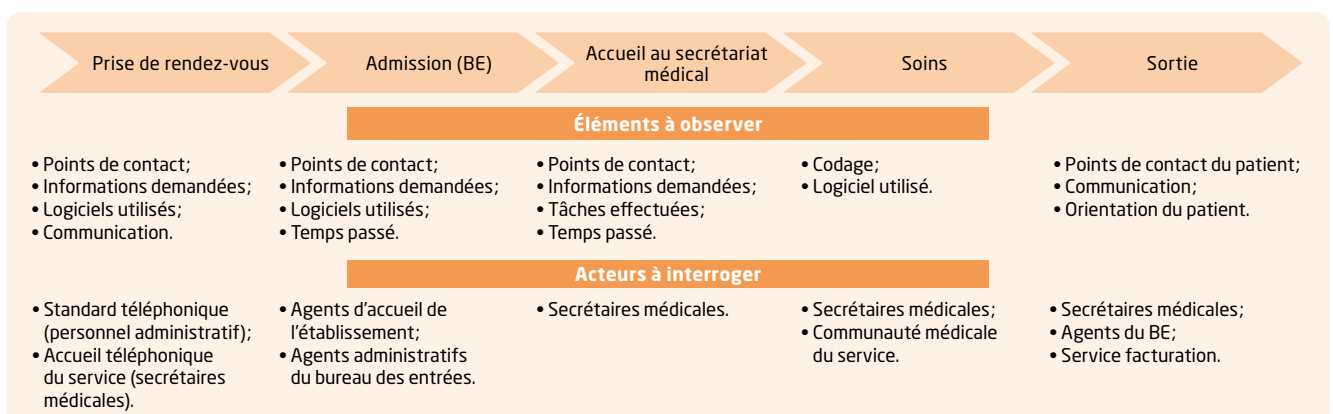 Prise de rendez-vous
Admission (BE)
Accueil au secrétariat
médical
Soins
Sortie
Éléments à observer
• Points de contact;
• Informations demandées;
• Logiciels utilisés;
• Communication.
• Points de contact;
• Informations demandées;
• Logiciels utilisés;
• Temps passé.
• Points de contact;
• Informations demandées;
• Tâches effectuées;
• Temps passé.
• Codage;
• Logiciel utilisé.
• Points de contact du patient;
• Communication;
• Orientation du patient.
Acteurs à interroger
• Standard téléphonique
(personnel administratif);
• Accueil téléphonique
du service (secrétaires
médicales).
• Agents d'accueil de
l'établissement;
• Agents administratifs
du bureau des entrées.
• Secrétaires médicales.
• Secrétaires médicales;
• Communauté médicale
du service.
• Secrétaires médicales;
• Agents du BE;
• Service facturation.